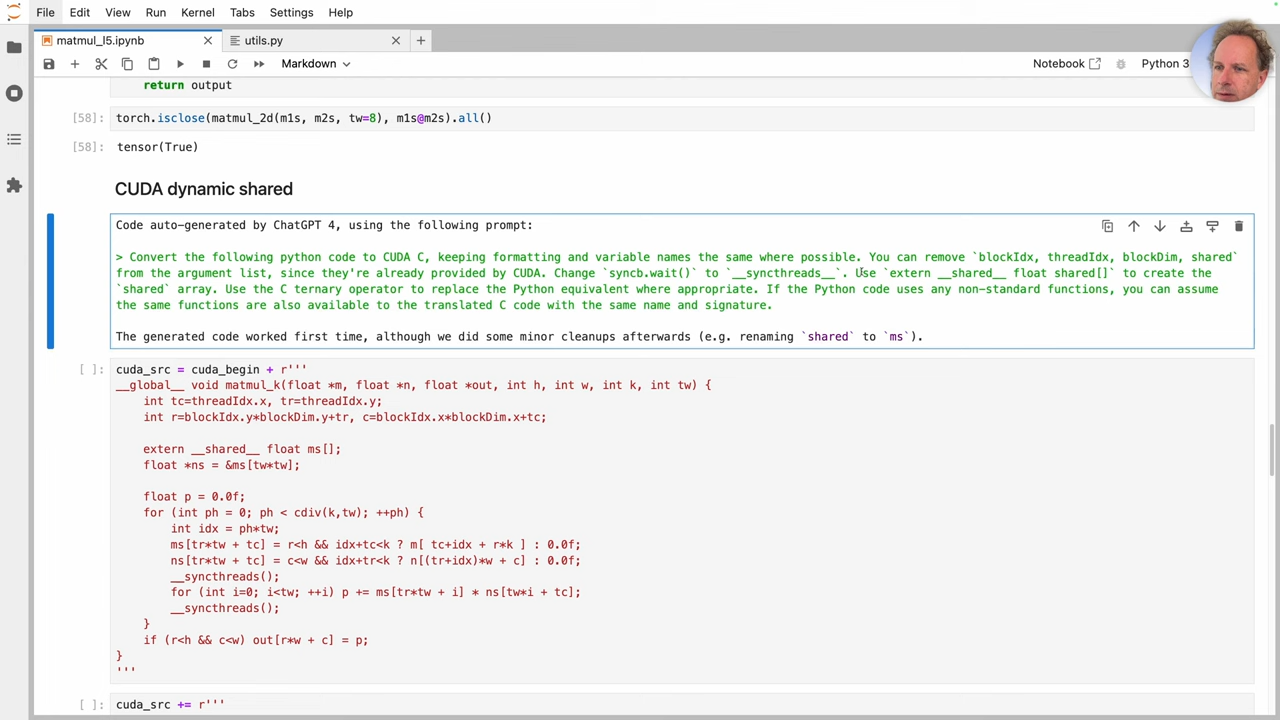 File Edit View Run Kernel Tabs Settings Help
matmul_l5.ipynb
utils.py
Markdown
Notebook
Python 3
return output
[58]: torch.isclose(matmul_2d(m1s, m2s, tw=8), m1s@m2s).all()
[58]: tensor(True)
CUDA dynamic shared
Code auto-generated by ChatGPT 4, using the following prompt:
> Convert the following python code to CUDA C, keeping formatting and variable names the same where possible. You can remove `blockIdx, threadIdx, blockDim, shared`
from the argument list, since they're already provided by CUDA. Change `syncb.wait()` to `__syncthreads__`. Use `extern __shared__ float shared[]` to create the
`shared` array. Use the C ternary operator to replace the Python equivalent where appropriate. If the Python code uses any non-standard functions, you can assume
the same functions are also available to the translated C code with the same name and signature.
The generated code worked first time, although we did some minor cleanups afterwards (e.g. renaming `shared` to `ms`).
[ ]: cuda_src = cuda_begin + r'''
__global__ void matmul_k(float *m, float *n, float *out, int h, int w, int k, int tw) {
int tc=threadIdx.x, tr=threadIdx.y;
int r=blockIdx.y*blockDim.y+tr, c=blockIdx.x*blockDim.x+tc;
extern __shared__ float ms[];
float *ns = &ms[tw*tw];
float p = 0.0f;
for (int ph = 0; ph < cdiv(k,tw); ++ph) {
int idx = ph*tw;
ms[tr*tw + tc] = r<h && idx+tc<k ? m[ tc+idx + r*k ] : 0.0f;
ns[tr*tw + tc] = c<w && idx+tr<k ? n[(tr+idx)*w + c] : 0.0f;
__syncthreads();
for (int i=0; i<tw; ++i) p += ms[tr*tw + i] * ns[tw*i + tc];
__syncthreads();
}
if (r<h && c<w) out[r*w + c] = p;
}
'''
[ ]: cuda_src += r'''